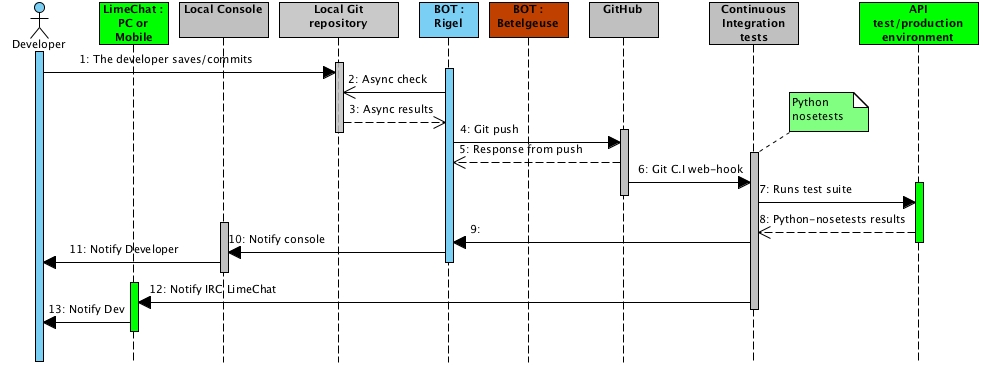 Developer
LimeChat :
PC or
Mobile
Local Console
Local Git
repository
BOT :
Rigel
BOT :
Betelgeuse
GitHub
Continuous
Integration
tests
API
test/production
environment
1: The developer saves/commits
2: Async check
3: Async results
Python
nosetests
4: Git push
5: Response from push
6: Git C.I web-hook
7: Runs test suite
8: Python-nosetests results
9:
10: Notify console
11: Notify Developer
12: Notify IRC LimeChat
13: Notify Dev